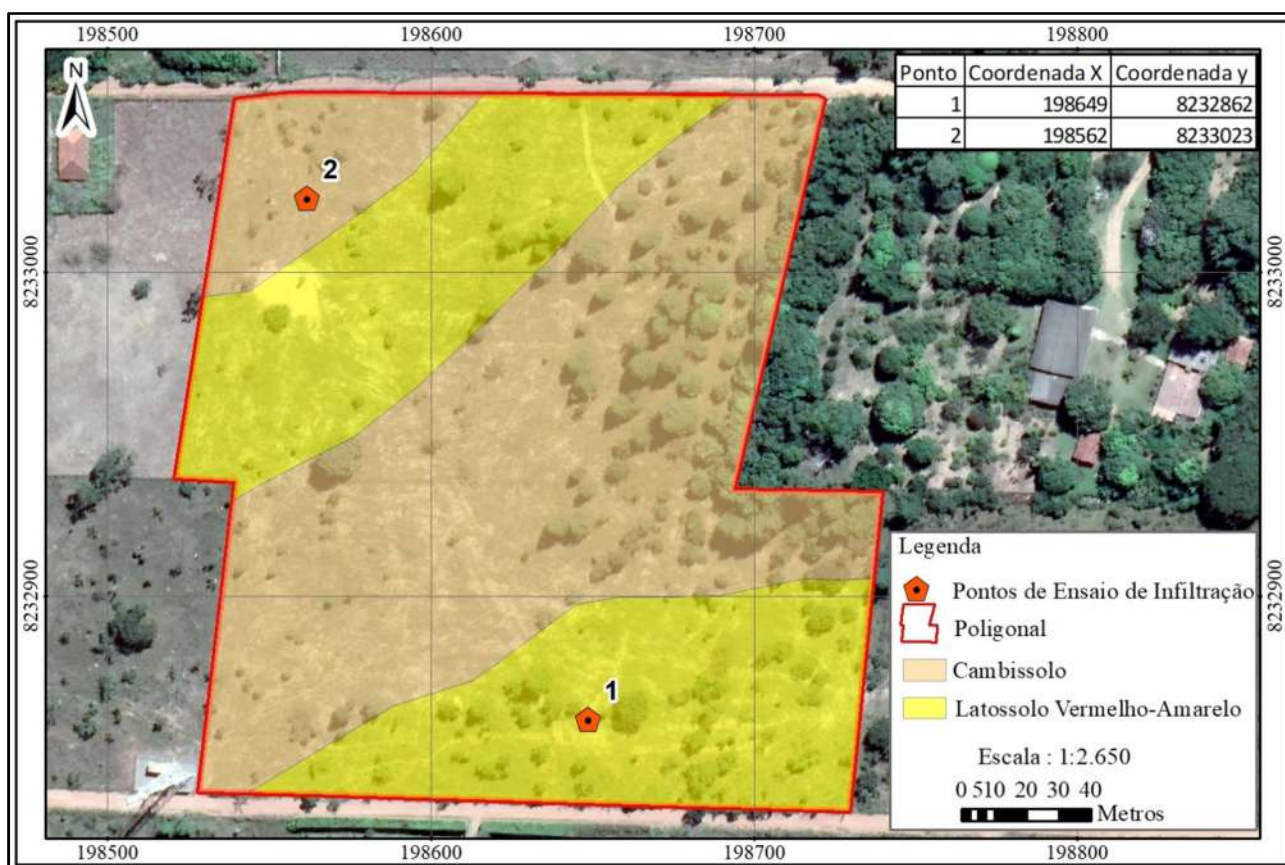 198500 198600 198700 198800
N
Ponto Coordenada X Coordenada y
1 198649 8232862
2 198562 8233023
2
8233000 8233000
8232900 8232900
1
Legenda
Pontos de Ensaio de Infiltração
Poligonal
Cambissolo
Latossolo Vermelho-Amarelo
Escala : 1:2.650
0 510 20 30 40
Metros
198500 198600 198700 198800